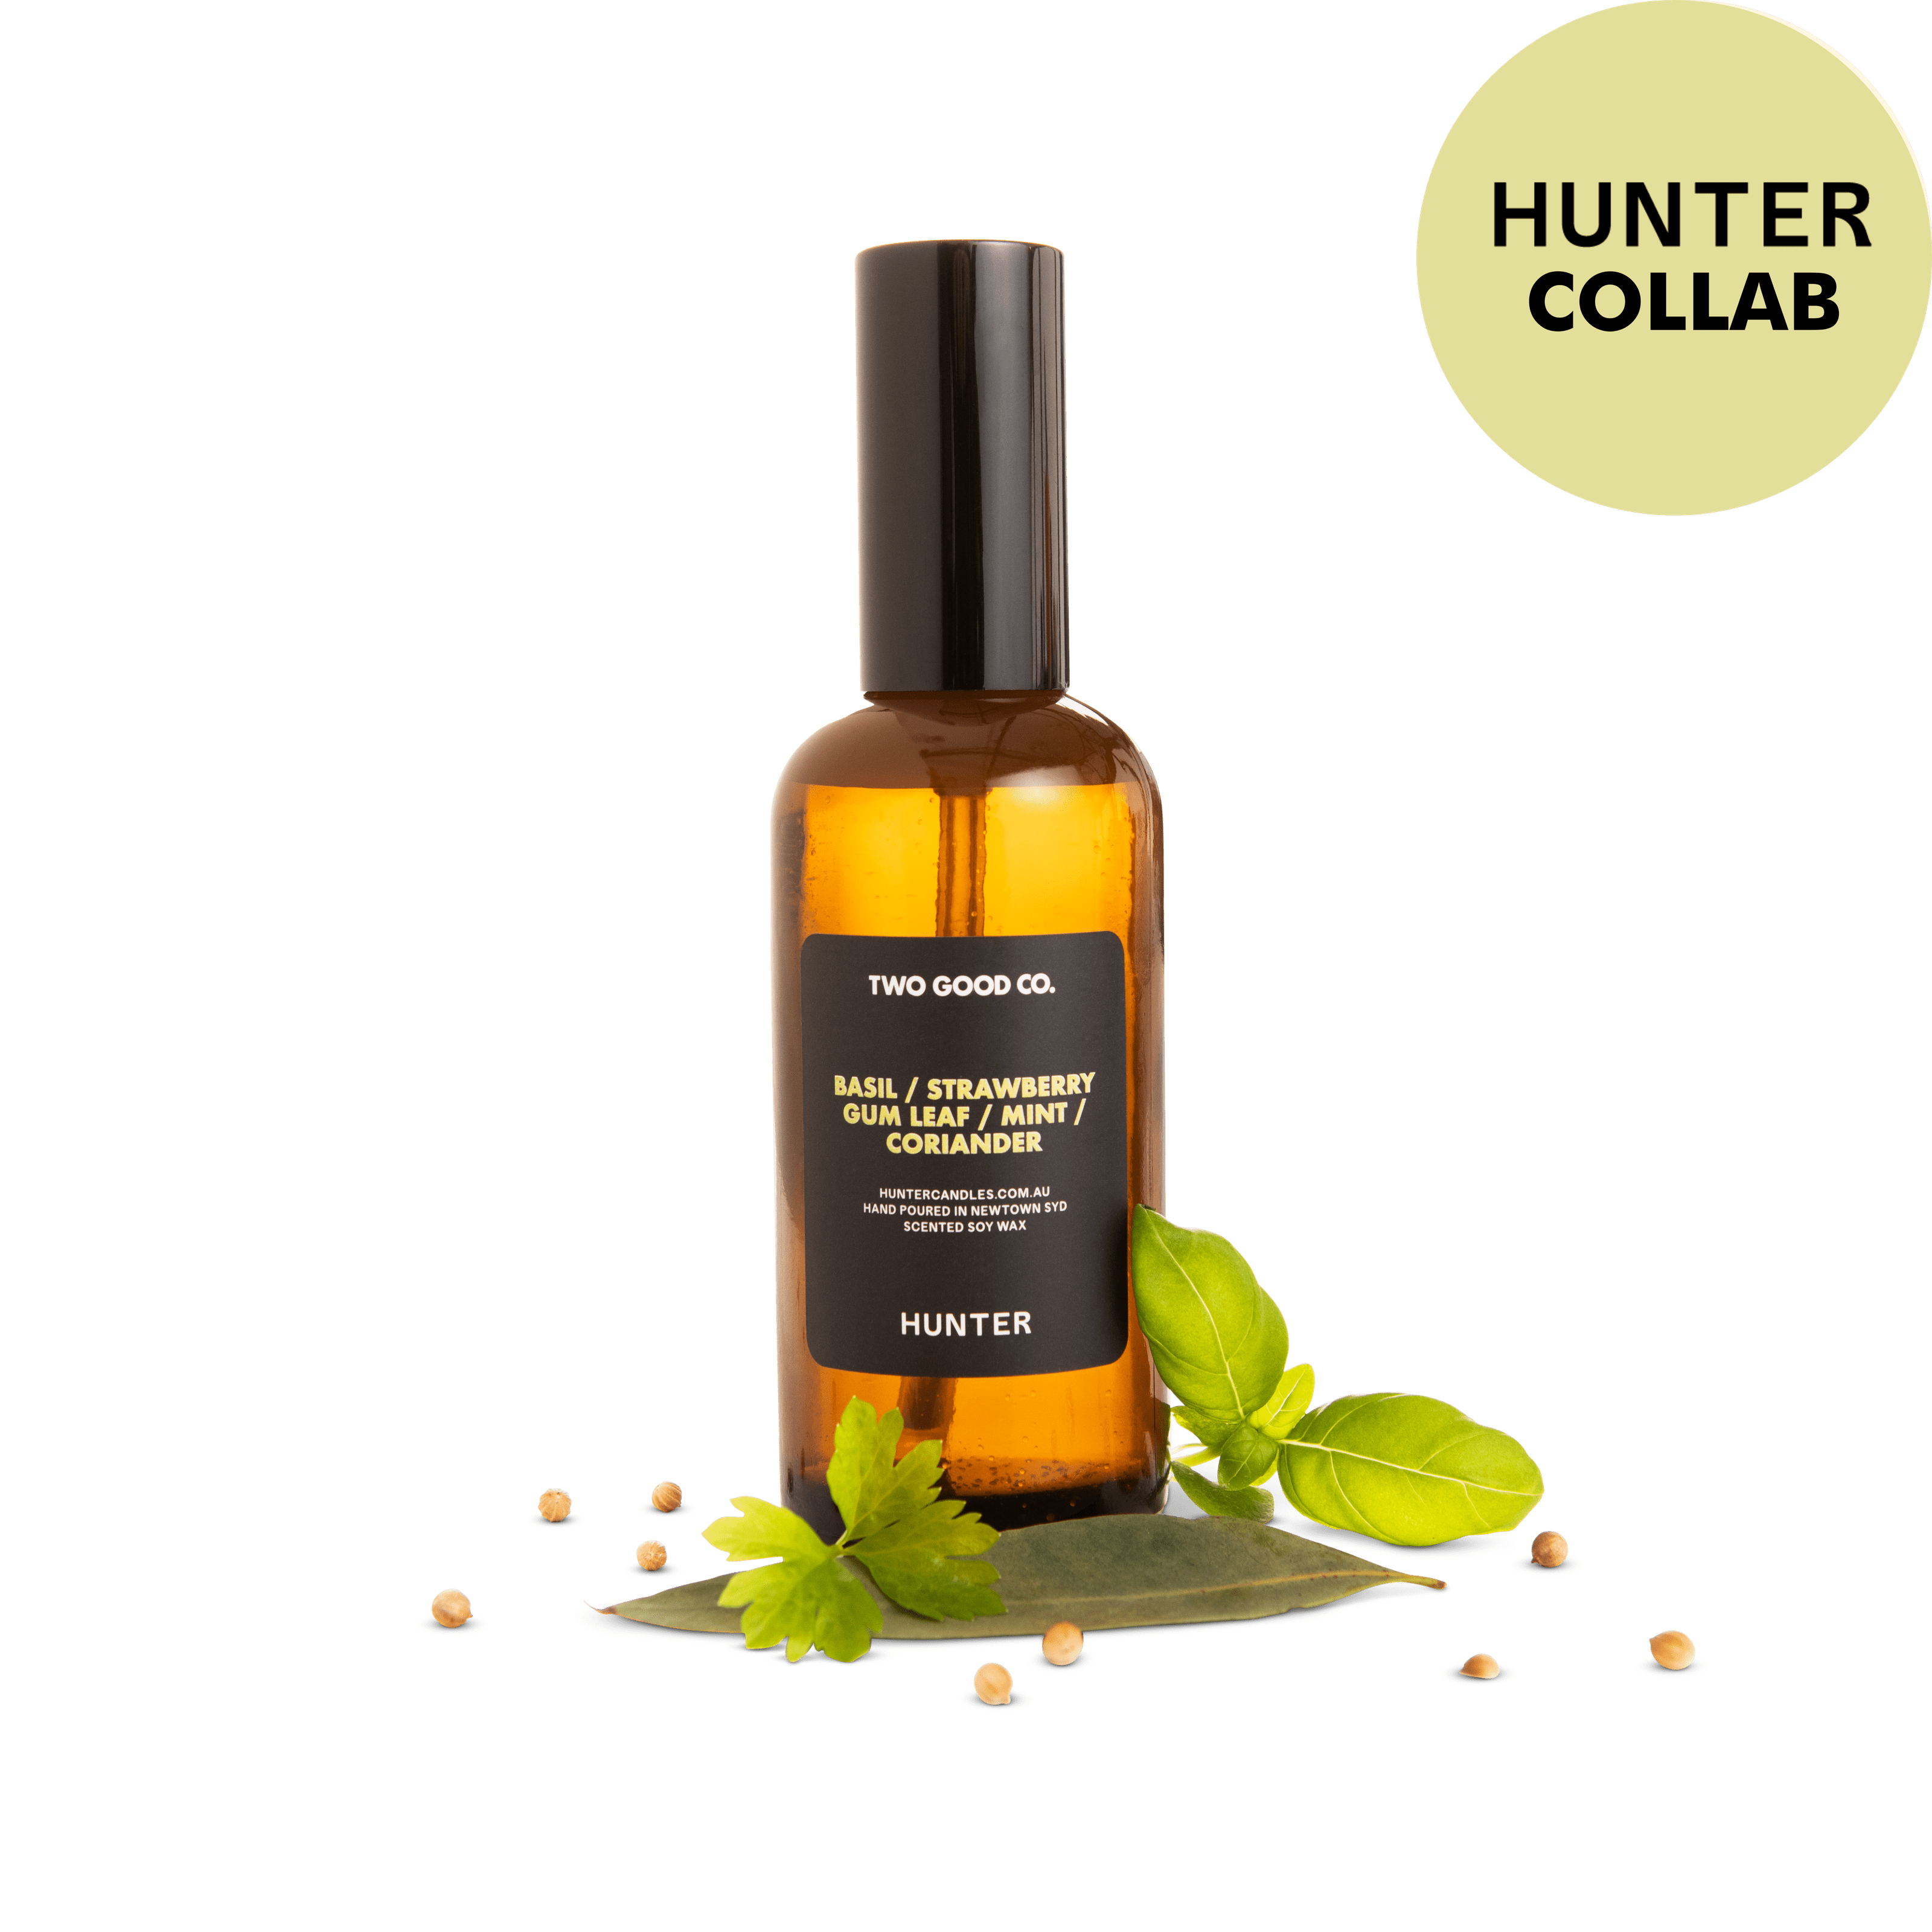 HUNTER
COLLAB
TWO GOOD CO.
BASIL / STRAWBERRY
GUM LEAF / MINT /
CORIANDER
HUNTERCANDLES.COM.AU
HAND POURED IN NEWTOWN SYD
SCENTED SOY WAX
HUNTER